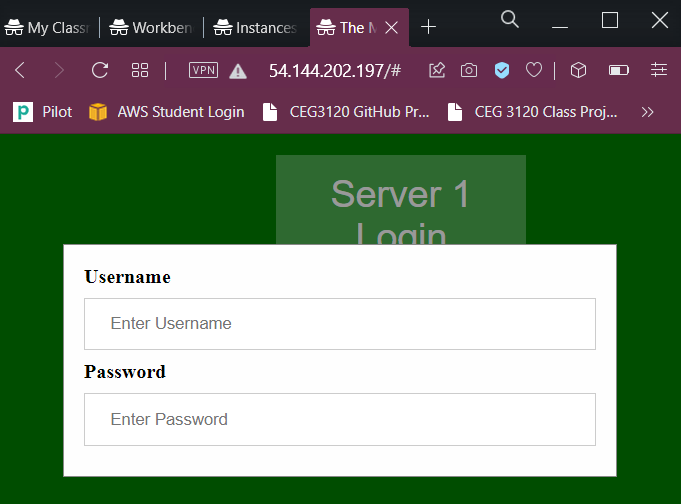 My Classr Workben Instances The M
VPN 54.144.202.197/#
Pilot AWS Student Login CEG3120 GitHub Pr... CEG 3120 Class Proj...
Server 1
Login
Username
Enter Username
Password
Enter Password